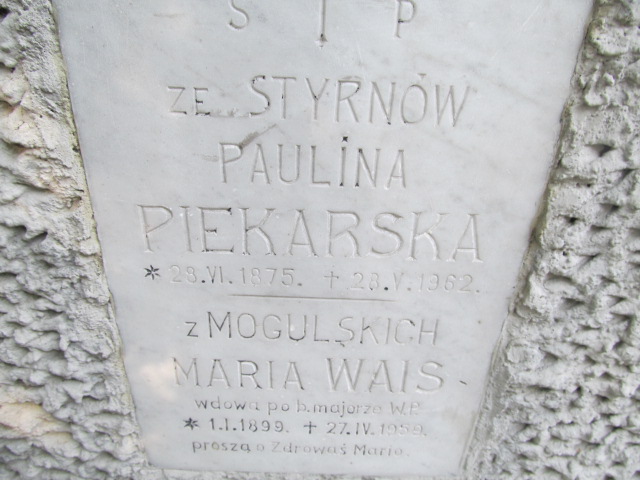 Ś † P
ZE STYRNÓW
PAULINA
PIEKARSKA
* 28.VI.1875. † 28.V.1962.
z MOGULSKICH
MARIA WAIS
wdowa po b. majorze W.P.
* 1.I.1899. † 27.IV.1959.
proszą o Zdrowaś Mario.